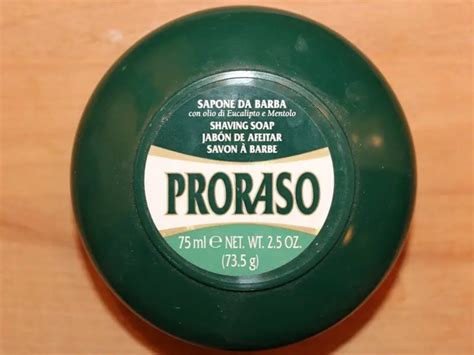 SAPONE DA BARBA
con olio di Eucalipto e Mentolo
SHAVING SOAP
JABÓN DE AFEITAR
SAVON À BARBE
PRORASO
75 ml ℮ NET. WT. 2.5 OZ.
(73.5 g)